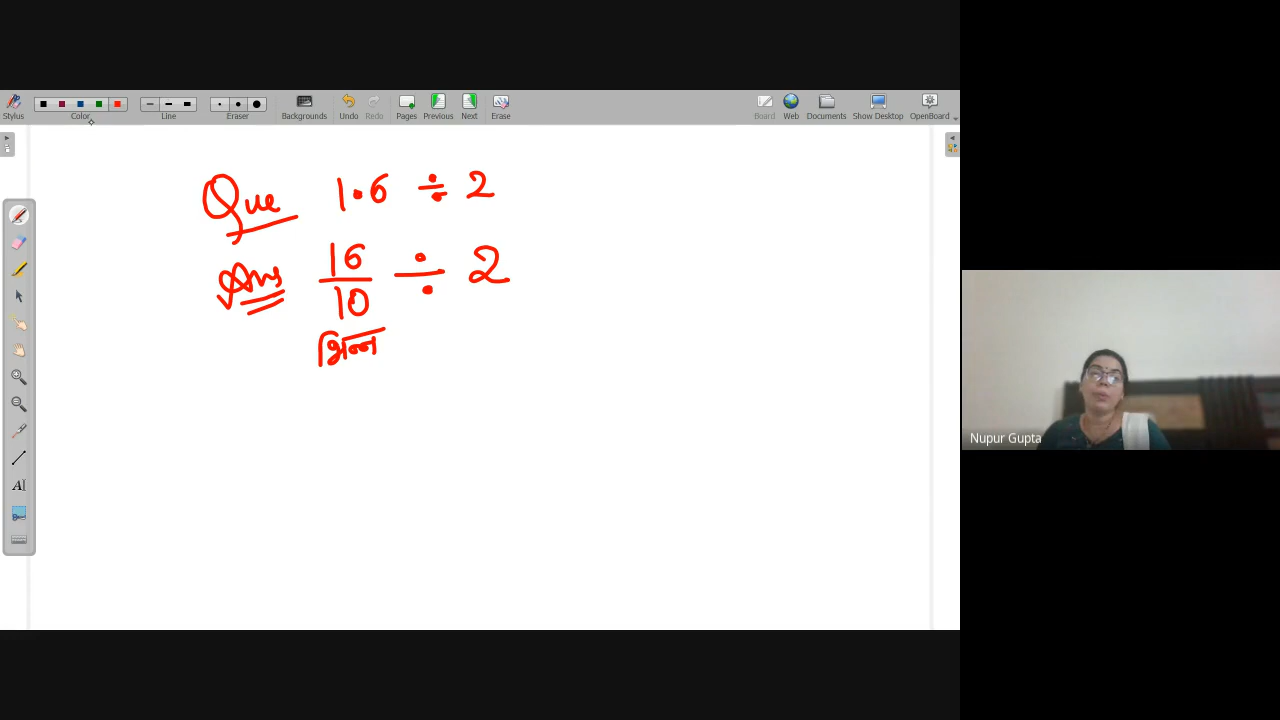 Stylus Color Line Eraser Backgrounds Undo Redo Pages Previous Next Erase Board Web Documents Show Desktop OpenBoard
Que 1.6 ÷ 2
Ans 16/10 ÷ 2
भिन्न
Nupur Gupta